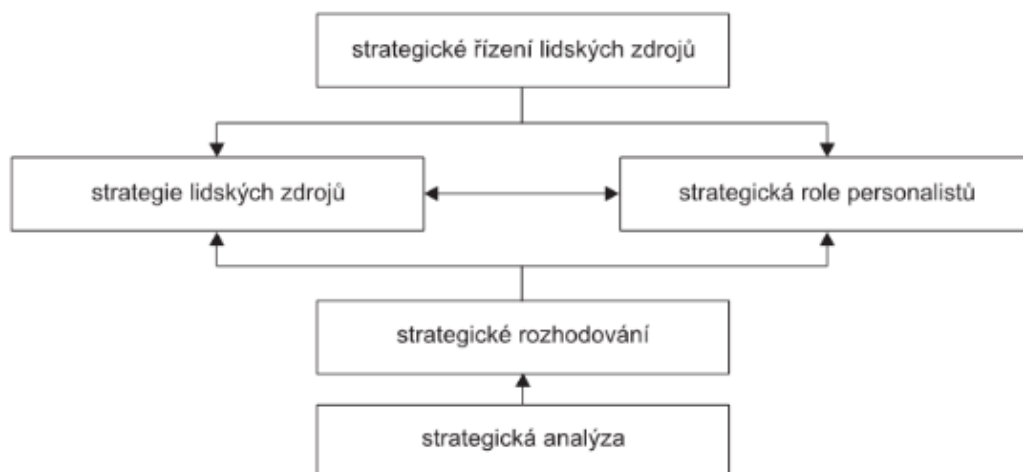 strategické řízení lidských zdrojů
strategie lidských zdrojů
strategická role personalistů
strategické rozhodování
strategická analýza